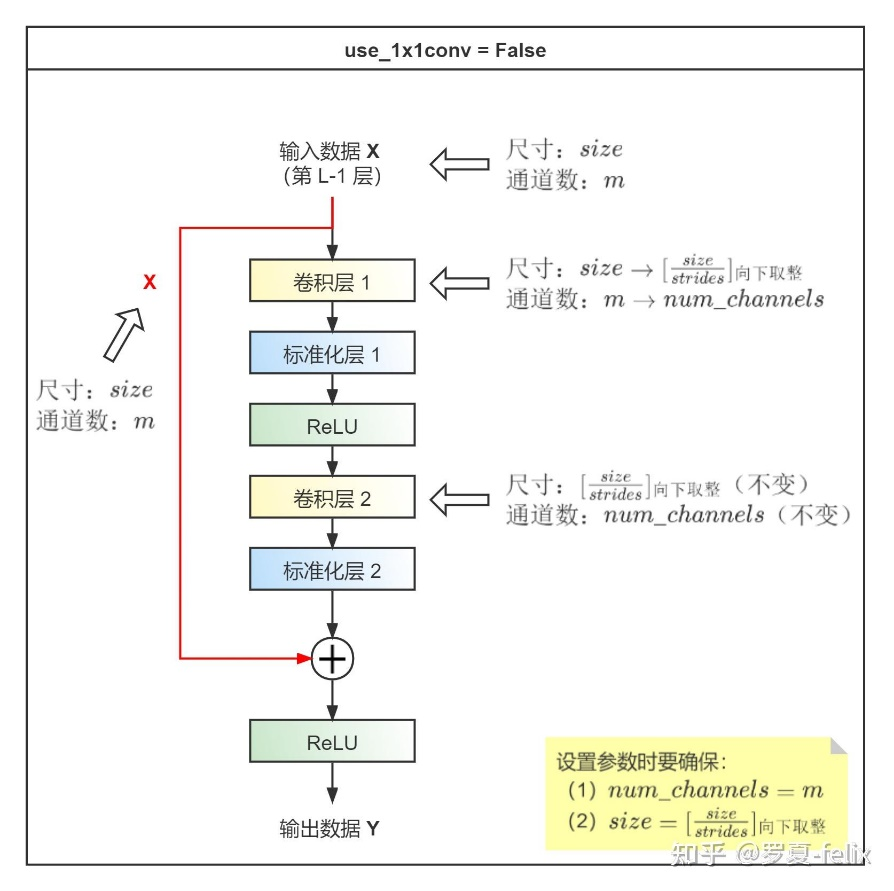 use_1x1conv = False
输入数据 X
（第 L-1 层）
尺寸：size
通道数：m
X
尺寸：size
通道数：m
卷积层 1
尺寸：size → [size/strides]向下取整
通道数：m → num_channels
标准化层 1
ReLU
卷积层 2
尺寸：[size/strides]向下取整（不变）
通道数：num_channels（不变）
标准化层 2
ReLU
输出数据 Y
设置参数时要确保：
（1）num_channels = m
（2）size = [size/strides]向下取整
知乎 @罗夏-felix